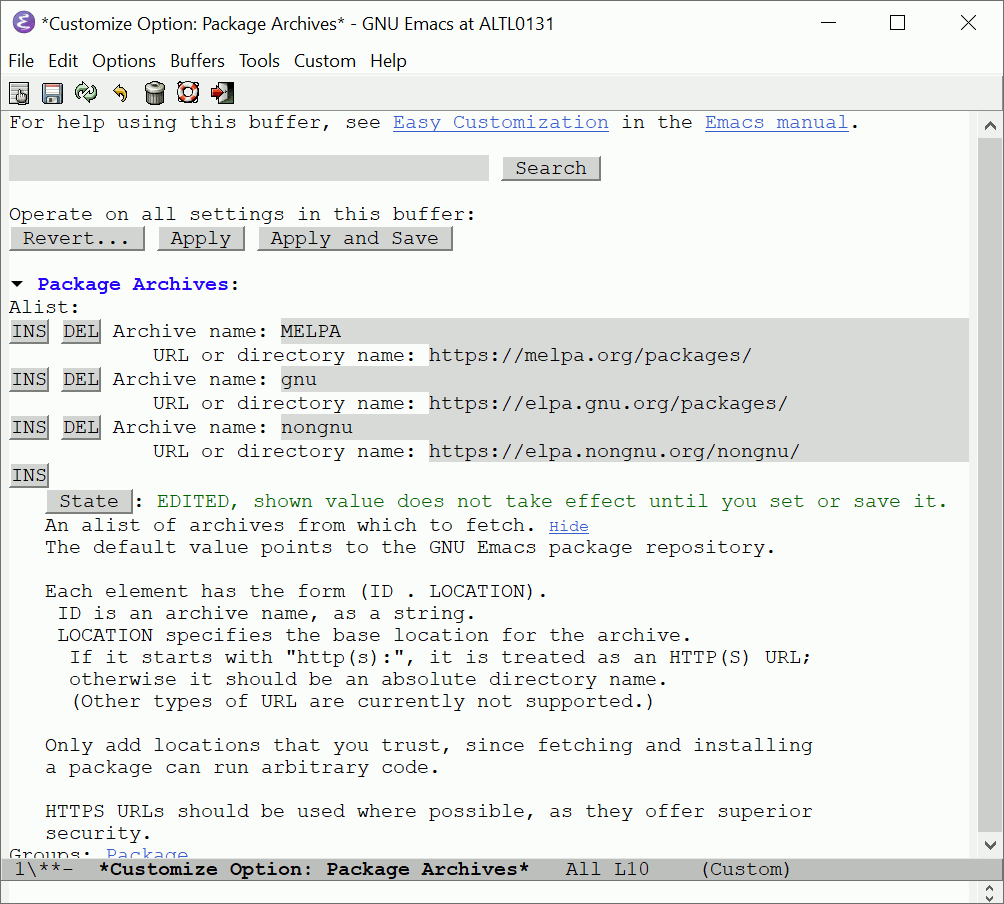 *Customize Option: Package Archives* - GNU Emacs at ALTL0131
File Edit Options Buffers Tools Custom Help
For help using this buffer, see Easy Customization in the Emacs manual.
Search
Operate on all settings in this buffer:
Revert... Apply Apply and Save
Package Archives:
Alist:
INS DEL Archive name: MELPA
URL or directory name: https://melpa.org/packages/
INS DEL Archive name: gnu
URL or directory name: https://elpa.gnu.org/packages/
INS DEL Archive name: nongnu
URL or directory name: https://elpa.nongnu.org/nongnu/
INS
State : EDITED, shown value does not take effect until you set or save it.
An alist of archives from which to fetch. Hide
The default value points to the GNU Emacs package repository.
Each element has the form (ID . LOCATION).
ID is an archive name, as a string.
LOCATION specifies the base location for the archive.
If it starts with "http(s):", it is treated as an HTTP(S) URL;
otherwise it should be an absolute directory name.
(Other types of URL are currently not supported.)
Only add locations that you trust, since fetching and installing
a package can run arbitrary code.
HTTPS URLs should be used where possible, as they offer superior
security.
Groups: Package
1\**- *Customize Option: Package Archives* All L10 (Custom)